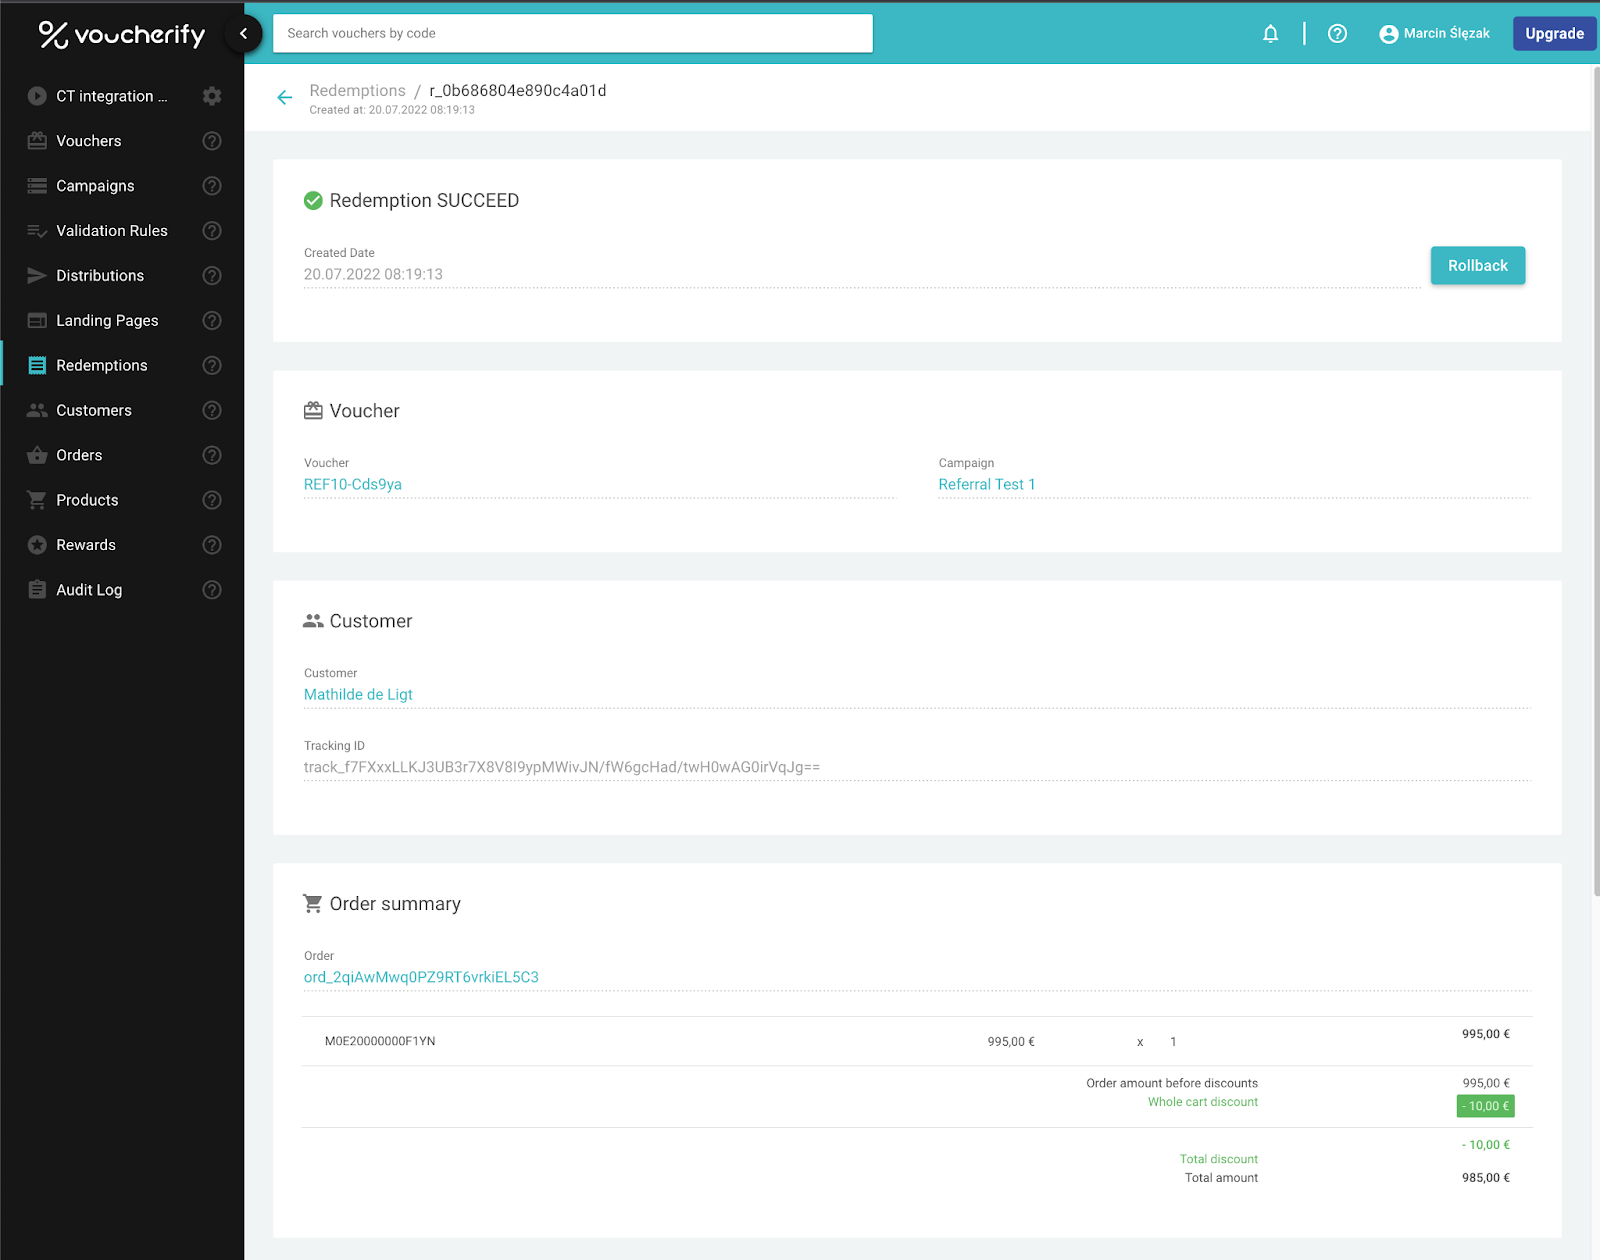 voucherify
Search vouchers by code
Marcin Ślęzak
Upgrade
CT integration ...
Vouchers
Campaigns
Validation Rules
Distributions
Landing Pages
Redemptions
Customers
Orders
Products
Rewards
Audit Log
Redemptions / r_0b686804e890c4a01d
Created at: 20.07.2022 08:19:13
Redemption SUCCEED
Created Date
20.07.2022 08:19:13
Rollback
Voucher
Voucher
REF10-Cds9ya
Campaign
Referral Test 1
Customer
Customer
Mathilde de Ligt
Tracking ID
track_f7FXxxLLKJ3UB3r7X8V8I9ypMWivJN/fW6gcHad/twH0wAG0irVqJg==
Order summary
Order
ord_2qiAwMwq0PZ9RT6vrkiEL5C3
M0E20000000F1YN 995,00 € x 1 995,00 €
Order amount before discounts 995,00 €
Whole cart discount - 10,00 €
Total discount - 10,00 €
Total amount 985,00 €